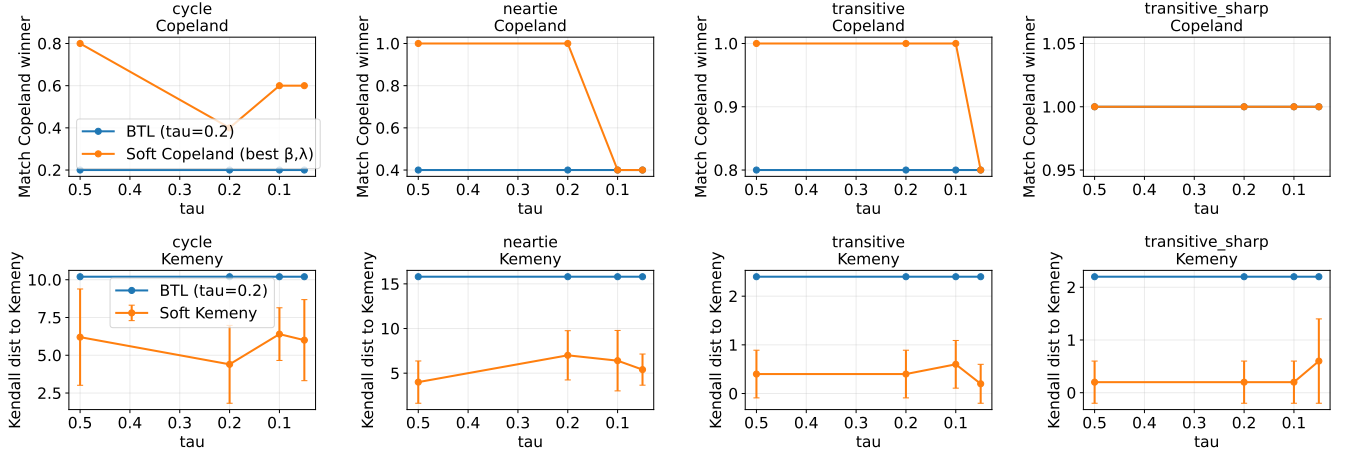 cycle
Copeland
Match Copeland winner
0.8
0.6
0.4
0.2
BTL (tau=0.2)
Soft Copeland (best β,λ)
0.5 0.4 0.3 0.2 0.1
tau
neartie
Copeland
Match Copeland winner
1.0
0.8
0.6
0.4
0.5 0.4 0.3 0.2 0.1
tau
transitive
Copeland
Match Copeland winner
1.0
0.9
0.8
0.5 0.4 0.3 0.2 0.1
tau
transitive_sharp
Copeland
Match Copeland winner
1.05
1.00
0.95
0.5 0.4 0.3 0.2 0.1
tau
cycle
Kemeny
Kendall dist to Kemeny
10.0
7.5
5.0
2.5
BTL (tau=0.2)
Soft Kemeny
0.5 0.4 0.3 0.2 0.1
tau
neartie
Kemeny
Kendall dist to Kemeny
15
10
5
0.5 0.4 0.3 0.2 0.1
tau
transitive
Kemeny
Kendall dist to Kemeny
2
1
0
0.5 0.4 0.3 0.2 0.1
tau
transitive_sharp
Kemeny
Kendall dist to Kemeny
2
1
0
0.5 0.4 0.3 0.2 0.1
tau